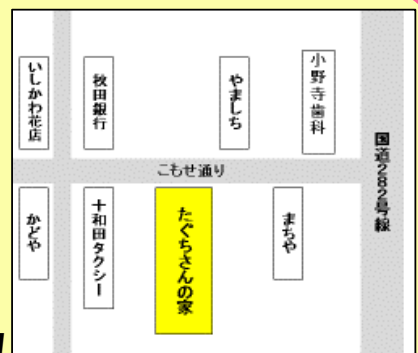 いしかわ花店
秋田銀行
やましち
小野寺歯科
国道282号線
こもせ通り
かどや
十和田タクシー
たぐちさんの家
まちや